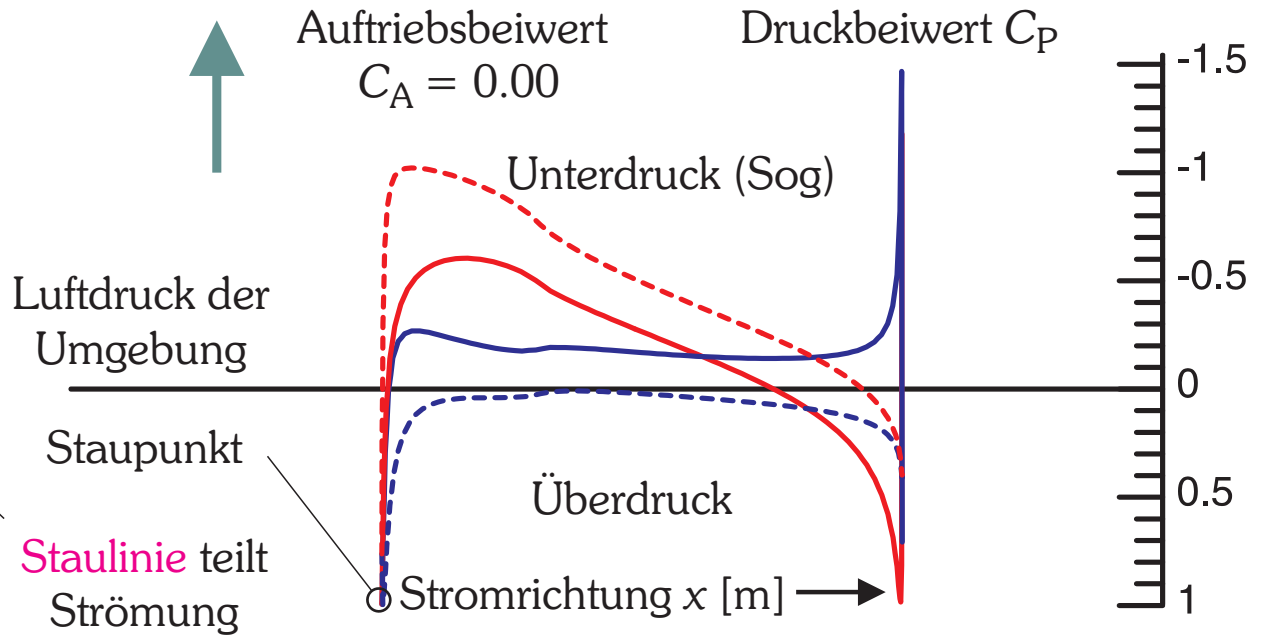 Auftriebsbeiwert
C_A = 0.00
Druckbeiwert C_P
-1.5
-1
Unterdruck (Sog)
-0.5
Luftdruck der
Umgebung
0
Staupunkt
0.5
Überdruck
Staulinie teilt
Strömung
Stromrichtung x [m]
1